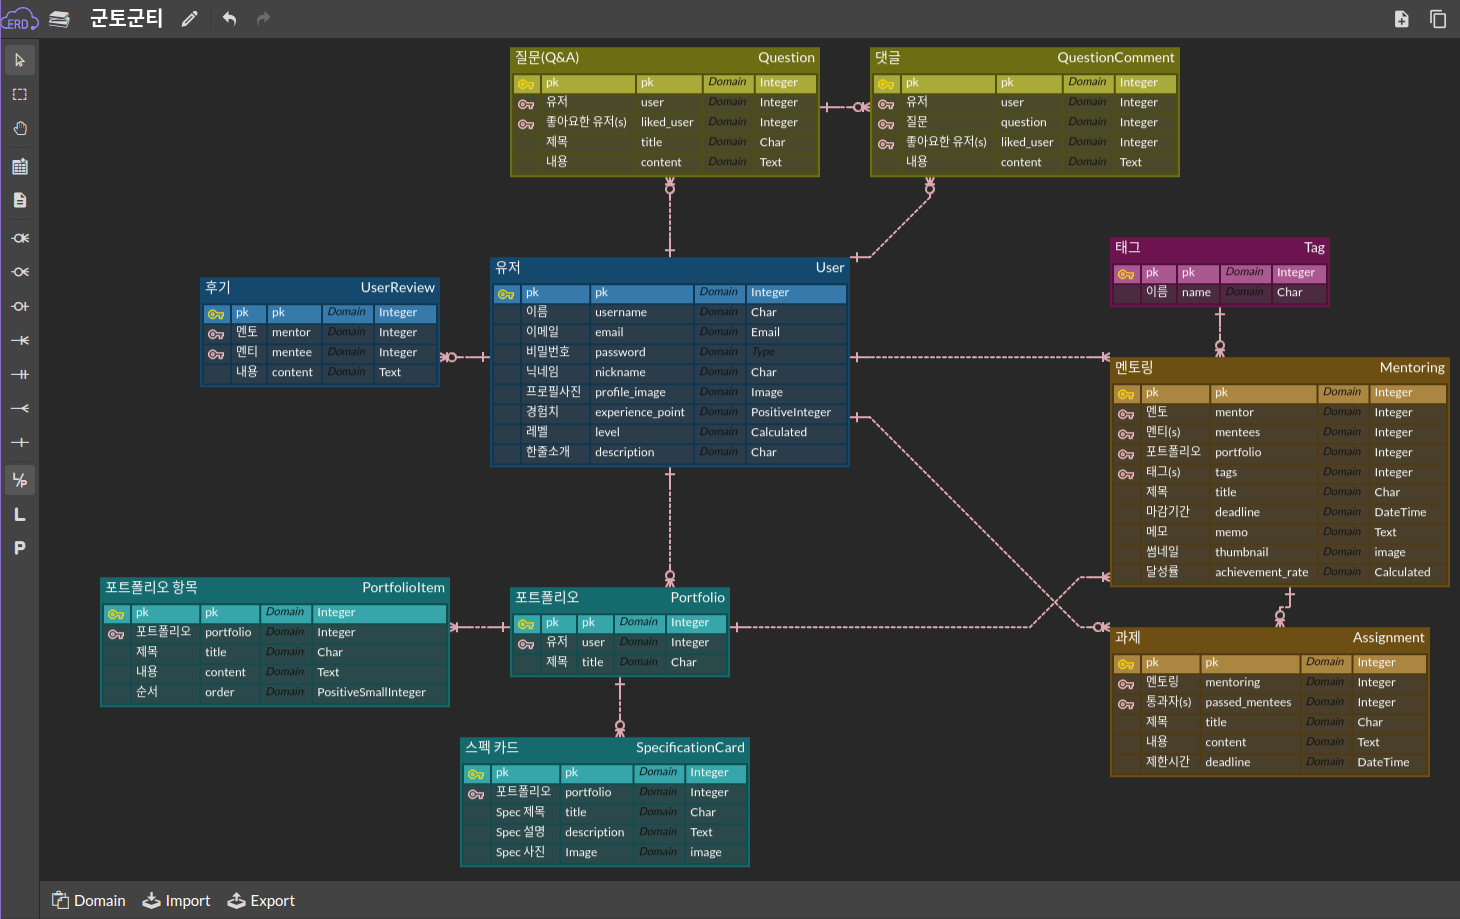 ERD
군토군티
질문(Q&A) Question
pk pk Domain Integer
유저 user Domain Integer
좋아요한 유저(s) liked_user Domain Integer
제목 title Domain Char
내용 content Domain Text
댓글 QuestionComment
pk pk Domain Integer
유저 user Domain Integer
질문 question Domain Integer
좋아요한 유저(s) liked_user Domain Integer
내용 content Domain Text
태그 Tag
pk pk Domain Integer
이름 name Domain Char
유저 User
pk pk Domain Integer
이름 username Domain Char
이메일 email Domain Email
비밀번호 password Domain Type
닉네임 nickname Domain Char
프로필사진 profile_image Domain Image
경험치 experience_point Domain PositiveInteger
레벨 level Domain Calculated
한줄소개 description Domain Char
후기 UserReview
pk pk Domain Integer
멘토 mentor Domain Integer
멘티 mentee Domain Integer
내용 content Domain Text
멘토링 Mentoring
pk pk Domain Integer
멘토 mentor Domain Integer
멘티(s) mentees Domain Integer
포트폴리오 portfolio Domain Integer
태그(s) tags Domain Integer
제목 title Domain Char
마감기간 deadline Domain DateTime
메모 memo Domain Text
썸네일 thumbnail Domain image
달성률 achievement_rate Domain Calculated
포트폴리오 항목 PortfolioItem
pk pk Domain Integer
포트폴리오 portfolio Domain Integer
제목 title Domain Char
내용 content Domain Text
순서 order Domain PositiveSmallInteger
포트폴리오 Portfolio
pk pk Domain Integer
유저 user Domain Integer
제목 title Domain Char
과제 Assignment
pk pk Domain Integer
멘토링 mentoring Domain Integer
통과자(s) passed_mentees Domain Integer
제목 title Domain Char
내용 content Domain Text
제한시간 deadline Domain DateTime
스펙 카드 SpecificationCard
pk pk Domain Integer
포트폴리오 portfolio Domain Integer
Spec 제목 title Domain Char
Spec 설명 description Domain Text
Spec 사진 Image Domain image
L/P
L
P
Domain Import Export